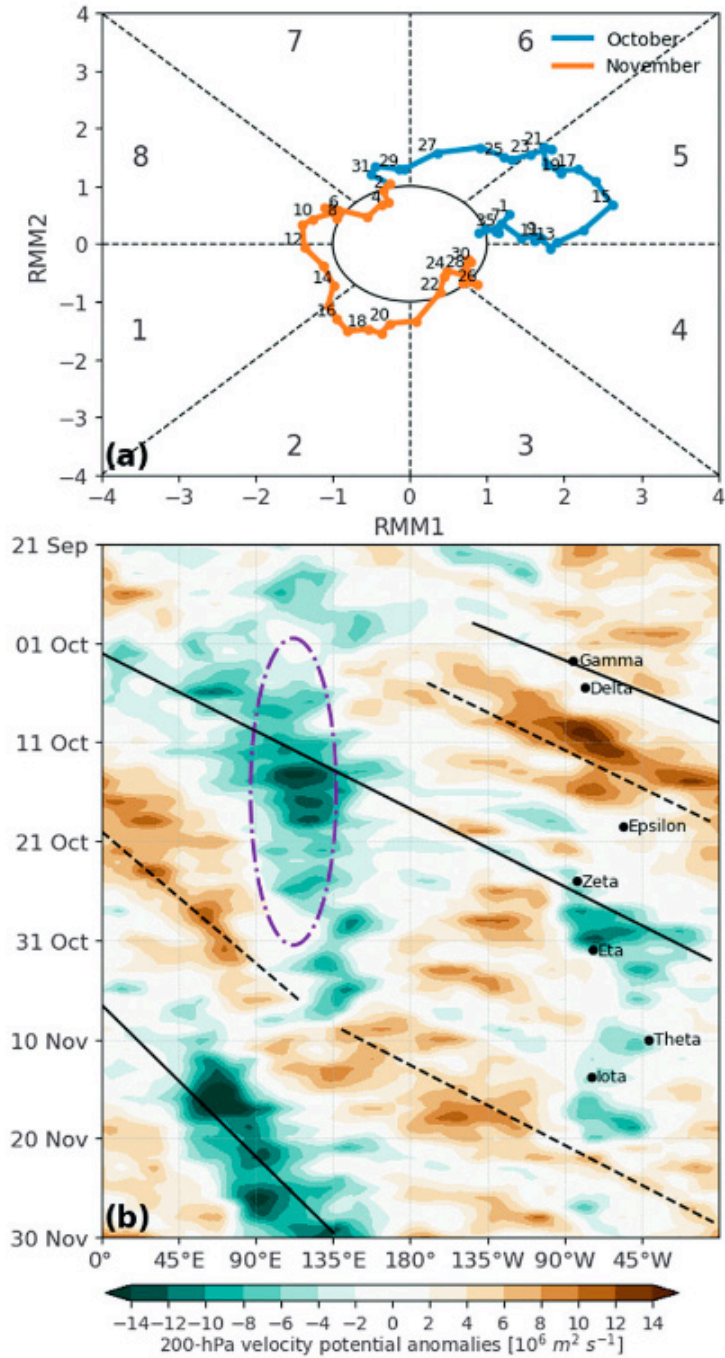 4
3
2
1
0
−1
−2
−3
−4
RMM2
7
6
8
5
1
4
2
3
October
November
31
29
27
25
23
21
19
17
15
13
11
9
7
35
1
2
4
6
8
10
12
14
16
18
20
22
24
26
28
30
(a)
−4 −3 −2 −1 0 1 2 3 4
RMM1
21 Sep
01 Oct
11 Oct
21 Oct
31 Oct
10 Nov
20 Nov
30 Nov
Gamma
Delta
Epsilon
Zeta
Eta
Theta
Iota
(b)
0° 45°E 90°E 135°E 180° 135°W 90°W 45°W
−14 −12 −10 −8 −6 −4 −2 0 2 4 6 8 10 12 14
200-hPa velocity potential anomalies [10⁶ m² s⁻¹]